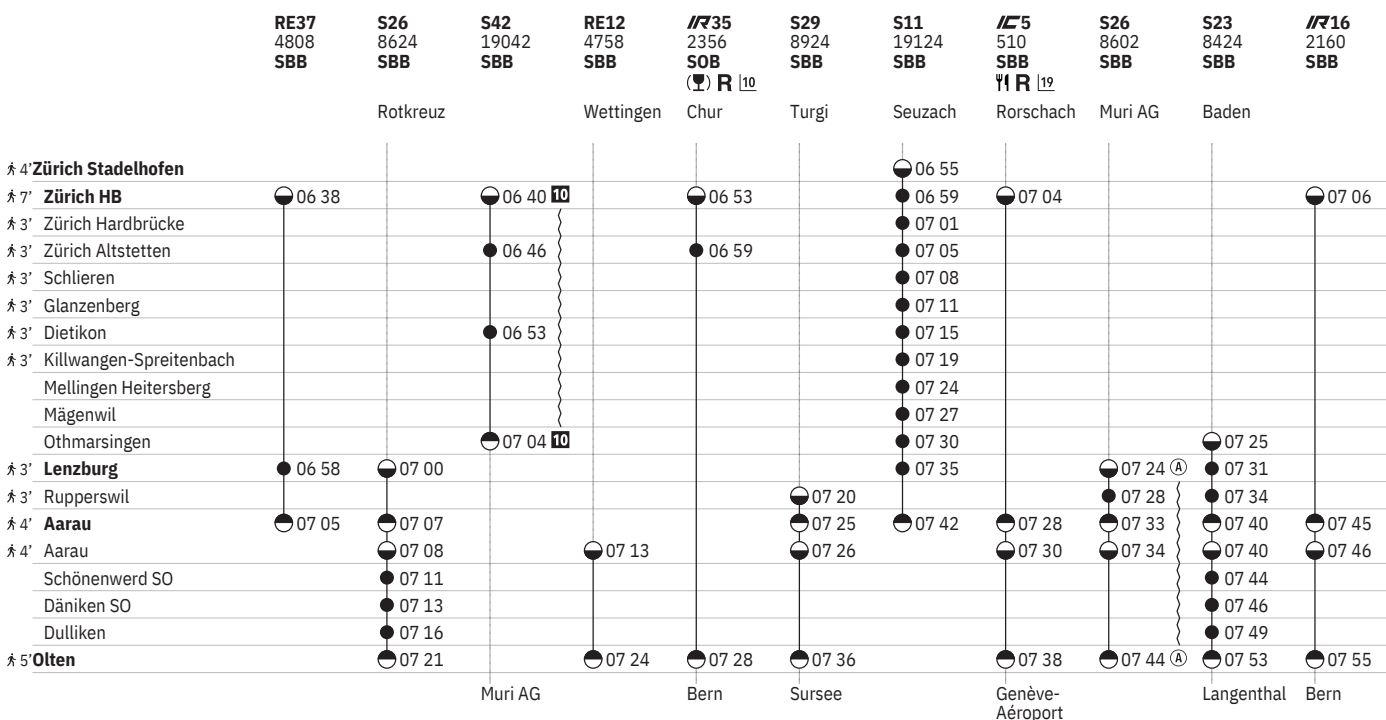 RE37 S26 S42 RE12 IR35 S29 S11 IC5 S26 S23 IR16
4808 8624 19042 4758 2356 8924 19124 510 8602 8424 2160
SBB SBB SBB SBB SOB SBB SBB SBB SBB SBB SBB
R 10 R 19
Rotkreuz Wettingen Chur Turgi Seuzach Rorschach Muri AG Baden
4’ Zürich Stadelhofen 06 55
7’ Zürich HB 06 38 06 40 10 06 53 06 59 07 04 07 06
3’ Zürich Hardbrücke 07 01
3’ Zürich Altstetten 06 46 06 59 07 05
3’ Schlieren 07 08
3’ Glanzenberg 07 11
3’ Dietikon 06 53 07 15
3’ Killwangen-Spreitenbach 07 19
Mellingen Heitersberg 07 24
Mägenwil 07 27
Othmarsingen 07 04 10 07 30 07 25
3’ Lenzburg 06 58 07 00 07 35 07 24 A 07 31
3’ Rupperswil 07 20 07 28 07 34
4’ Aarau 07 05 07 07 07 25 07 42 07 28 07 33 07 40 07 45
4’ Aarau 07 08 07 13 07 26 07 30 07 34 07 40 07 46
Schönenwerd SO 07 11 07 44
Däniken SO 07 13 07 46
Dulliken 07 16 07 49
5’ Olten 07 21 07 24 07 28 07 36 07 38 07 44 A 07 53 07 55
Muri AG Bern Sursee Genève- Langenthal Bern
Aéroport